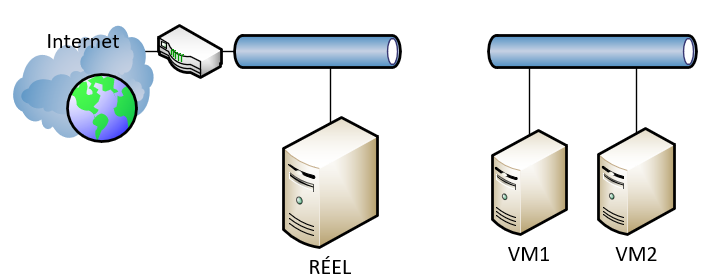 Internet
RÉEL
VM1
VM2